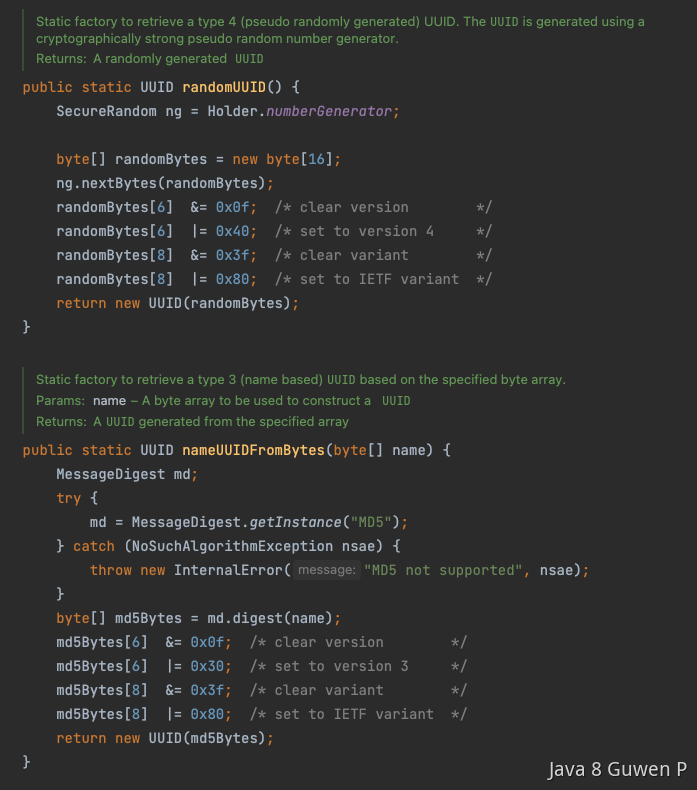 Static factory to retrieve a type 4 (pseudo randomly generated) UUID. The UUID is generated using a
cryptographically strong pseudo random number generator.
Returns: A randomly generated UUID
public static UUID randomUUID() {
    SecureRandom ng = Holder.numberGenerator;

    byte[] randomBytes = new byte[16];
    ng.nextBytes(randomBytes);
    randomBytes[6]  &= 0x0f;  /* clear version        */
    randomBytes[6]  |= 0x40;  /* set to version 4     */
    randomBytes[8]  &= 0x3f;  /* clear variant        */
    randomBytes[8]  |= 0x80;  /* set to IETF variant  */
    return new UUID(randomBytes);
}

Static factory to retrieve a type 3 (name based) UUID based on the specified byte array.
Params: name – A byte array to be used to construct a UUID
Returns: A UUID generated from the specified array
public static UUID nameUUIDFromBytes(byte[] name) {
    MessageDigest md;
    try {
        md = MessageDigest.getInstance("MD5");
    } catch (NoSuchAlgorithmException nsae) {
        throw new InternalError( message: "MD5 not supported", nsae);
    }
    byte[] md5Bytes = md.digest(name);
    md5Bytes[6]  &= 0x0f;  /* clear version        */
    md5Bytes[6]  |= 0x30;  /* set to version 3     */
    md5Bytes[8]  &= 0x3f;  /* clear variant        */
    md5Bytes[8]  |= 0x80;  /* set to IETF variant  */
    return new UUID(md5Bytes);
}
Java 8 Guwen P